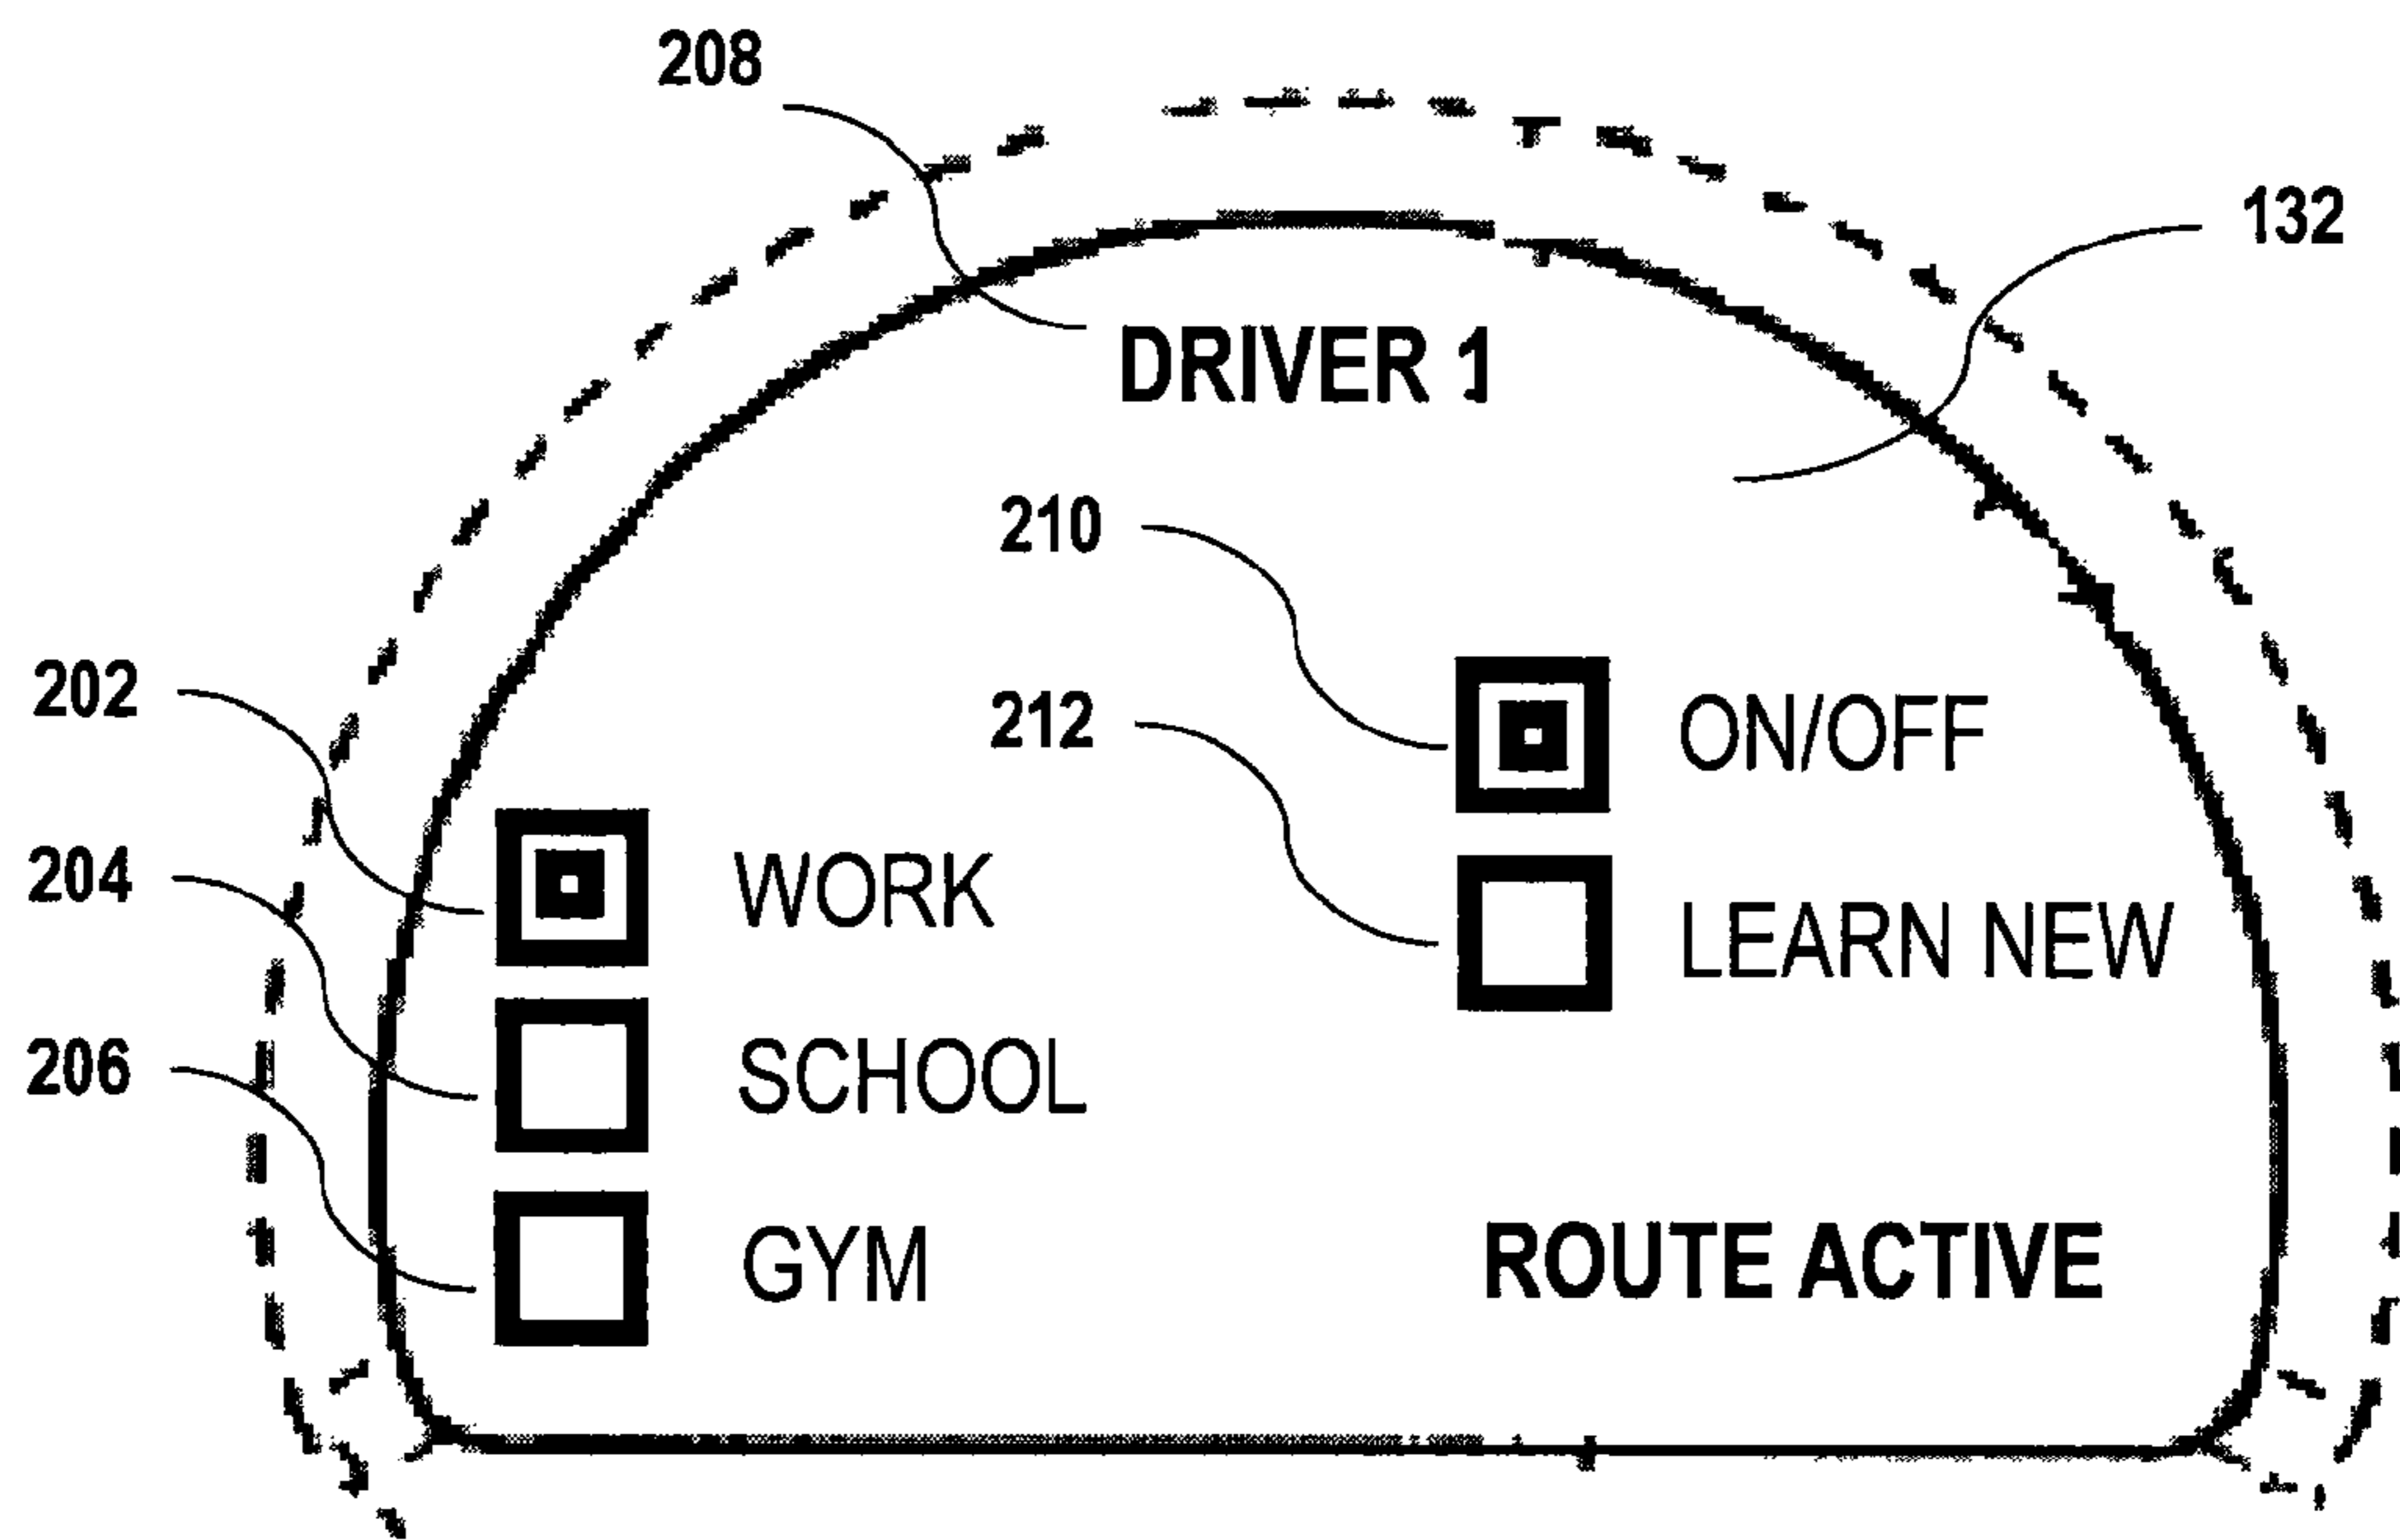 208
132
DRIVER 1
210
202
212
ON/OFF
204
WORK
LEARN NEW
206
SCHOOL
GYM
ROUTE ACTIVE